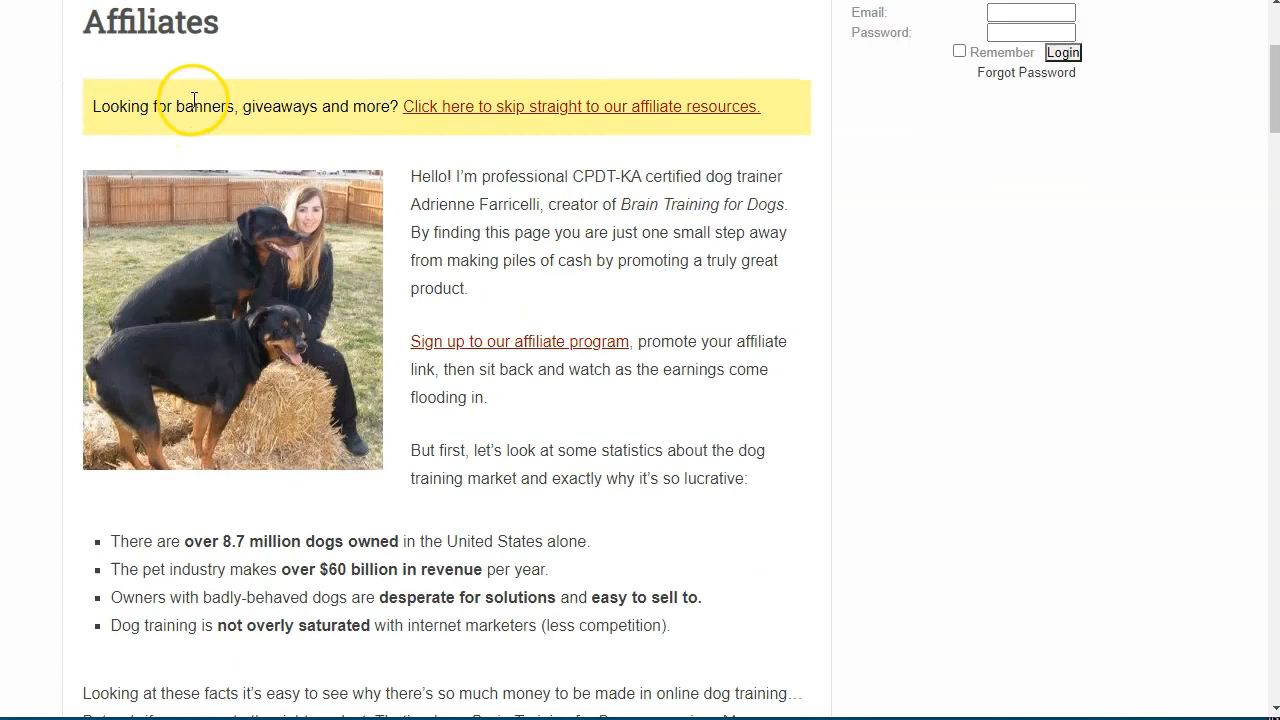 Affiliates
Email:
Password:
Remember Login
Forgot Password
Looking for banners, giveaways and more? Click here to skip straight to our affiliate resources.
Hello! I’m professional CPDT-KA certified dog trainer
Adrienne Farricelli, creator of Brain Training for Dogs.
By finding this page you are just one small step away
from making piles of cash by promoting a truly great
product.
Sign up to our affiliate program, promote your affiliate
link, then sit back and watch as the earnings come
flooding in.
But first, let’s look at some statistics about the dog
training market and exactly why it’s so lucrative:
There are over 8.7 million dogs owned in the United States alone.
The pet industry makes over $60 billion in revenue per year.
Owners with badly-behaved dogs are desperate for solutions and easy to sell to.
Dog training is not overly saturated with internet marketers (less competition).
Looking at these facts it’s easy to see why there’s so much money to be made in online dog training…